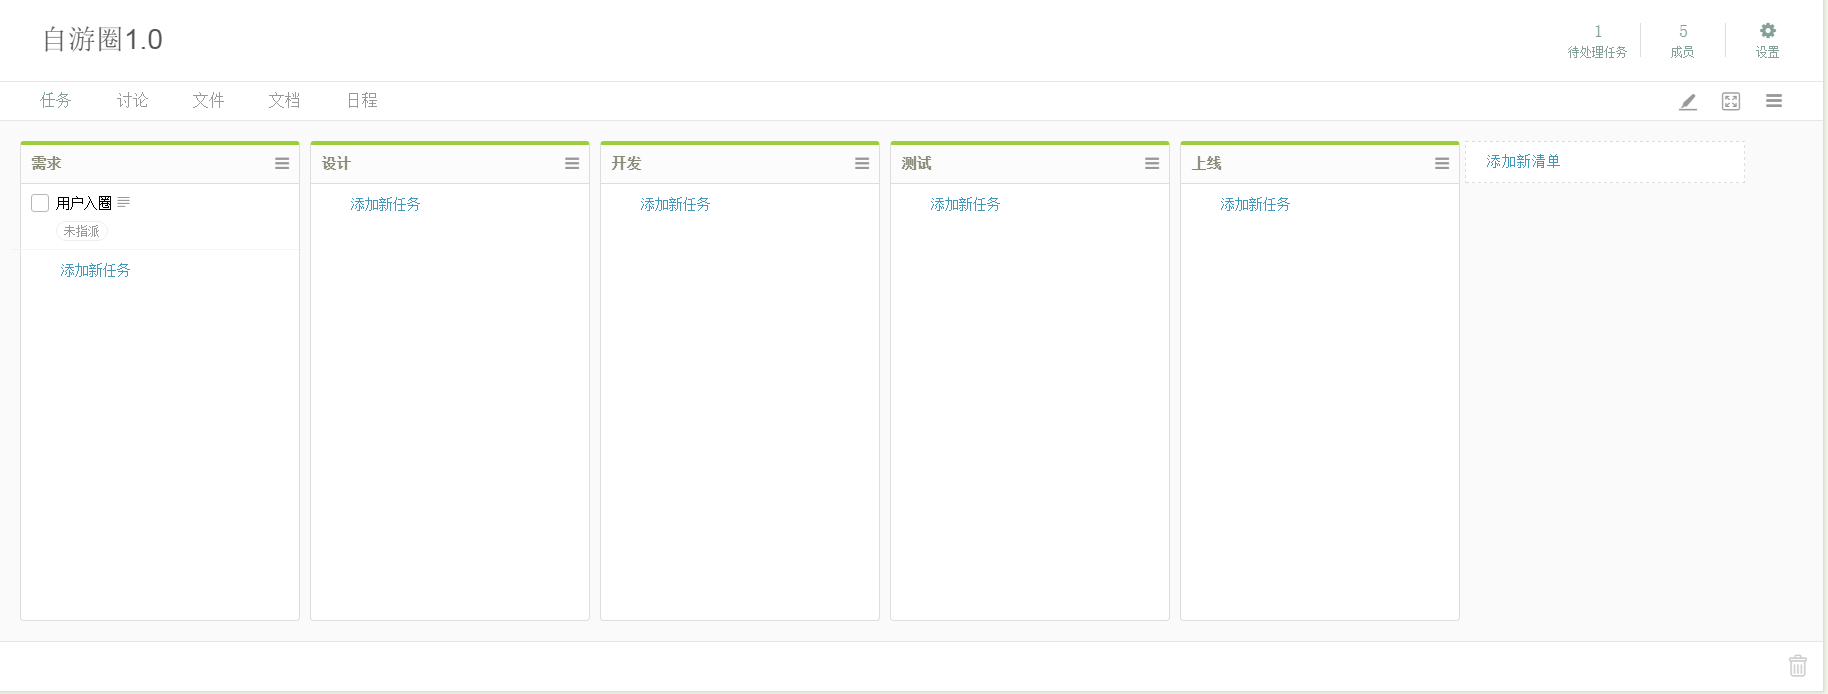 自游圈1.0
1
待处理任务
5
成员
设置
任务
讨论
文件
文档
日程
需求
用户入圈
未指派
添加新任务
设计
添加新任务
开发
添加新任务
测试
添加新任务
上线
添加新任务
添加新清单